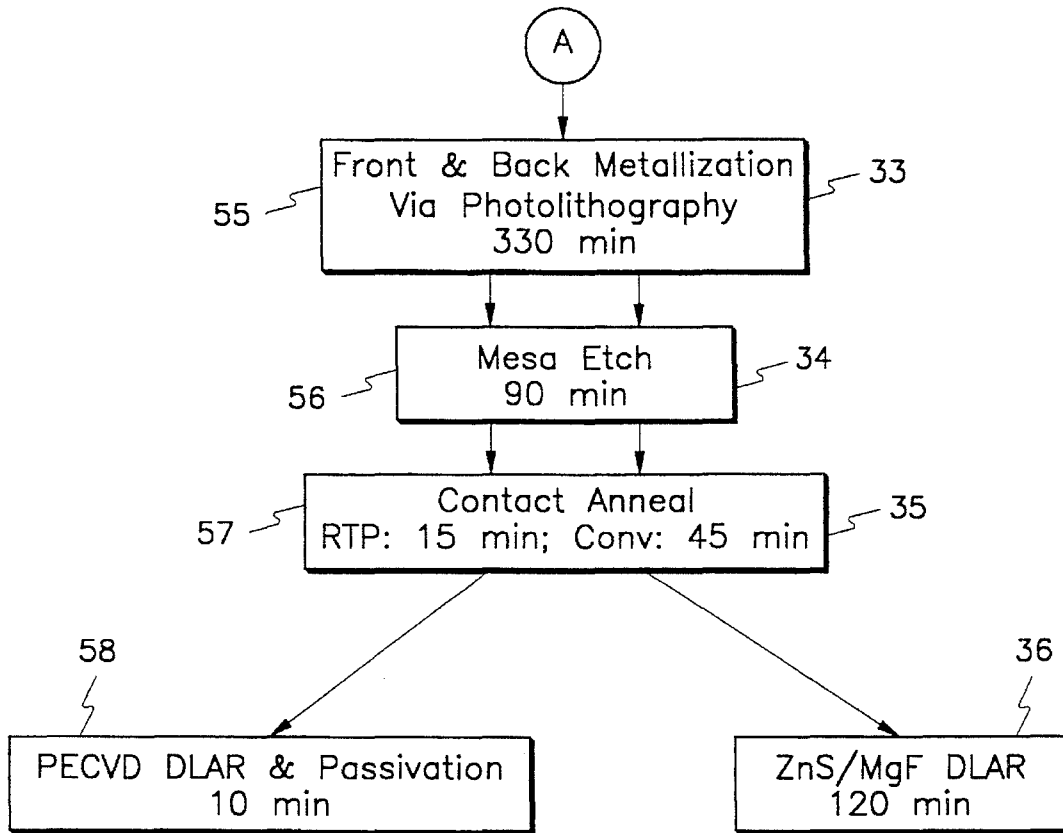 A
Front & Back Metallization
Via Photolithography
330 min
55
33
Mesa Etch
90 min
56
34
Contact Anneal
RTP: 15 min; Conv: 45 min
57
35
58
36
PECVD DLAR & Passivation
10 min
ZnS/MgF DLAR
120 min